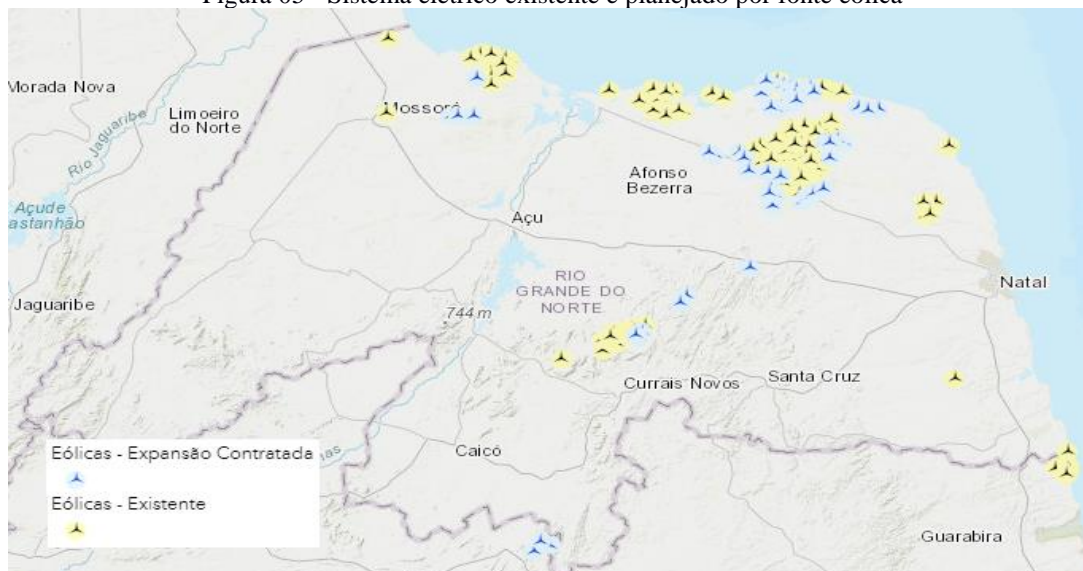 Figura 05 - Sistema elétrico existente e planejado por fonte eólica
Morada Nova
Limoeiro
do Norte
Rio Jaguaribe
Mossoró
Afonso
Bezerra
Açude
astanhão
Açu
Natal
RIO
GRANDE DO
NORTE
Jaguaribe
744 m
Currais Novos
Santa Cruz
Caicó
Eólicas - Expansão Contratada
Eólicas - Existente
Guarabira